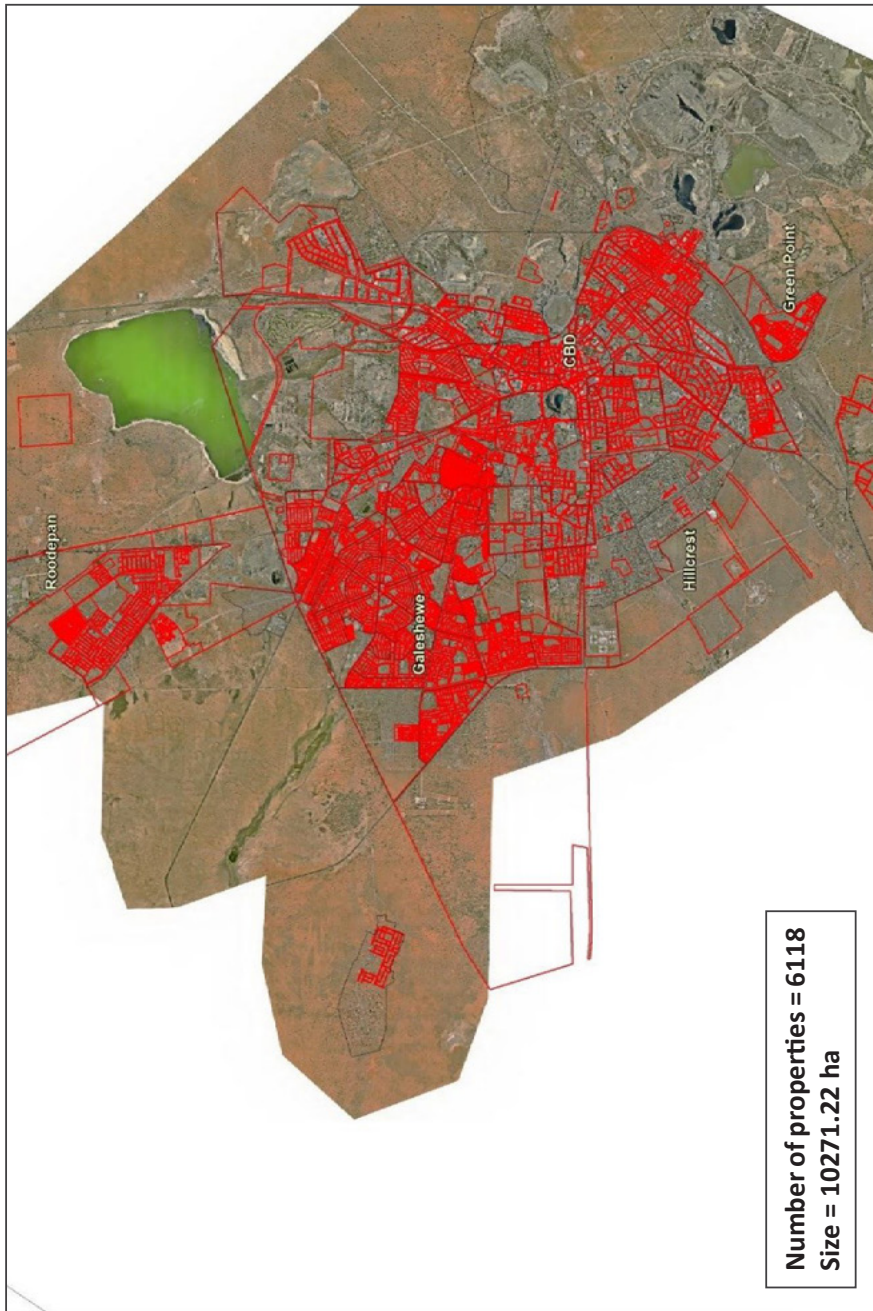 Roodepan
Galeshewe
CBD
Green Point
Hillcrest
Number of properties = 6118
Size = 10271.22 ha